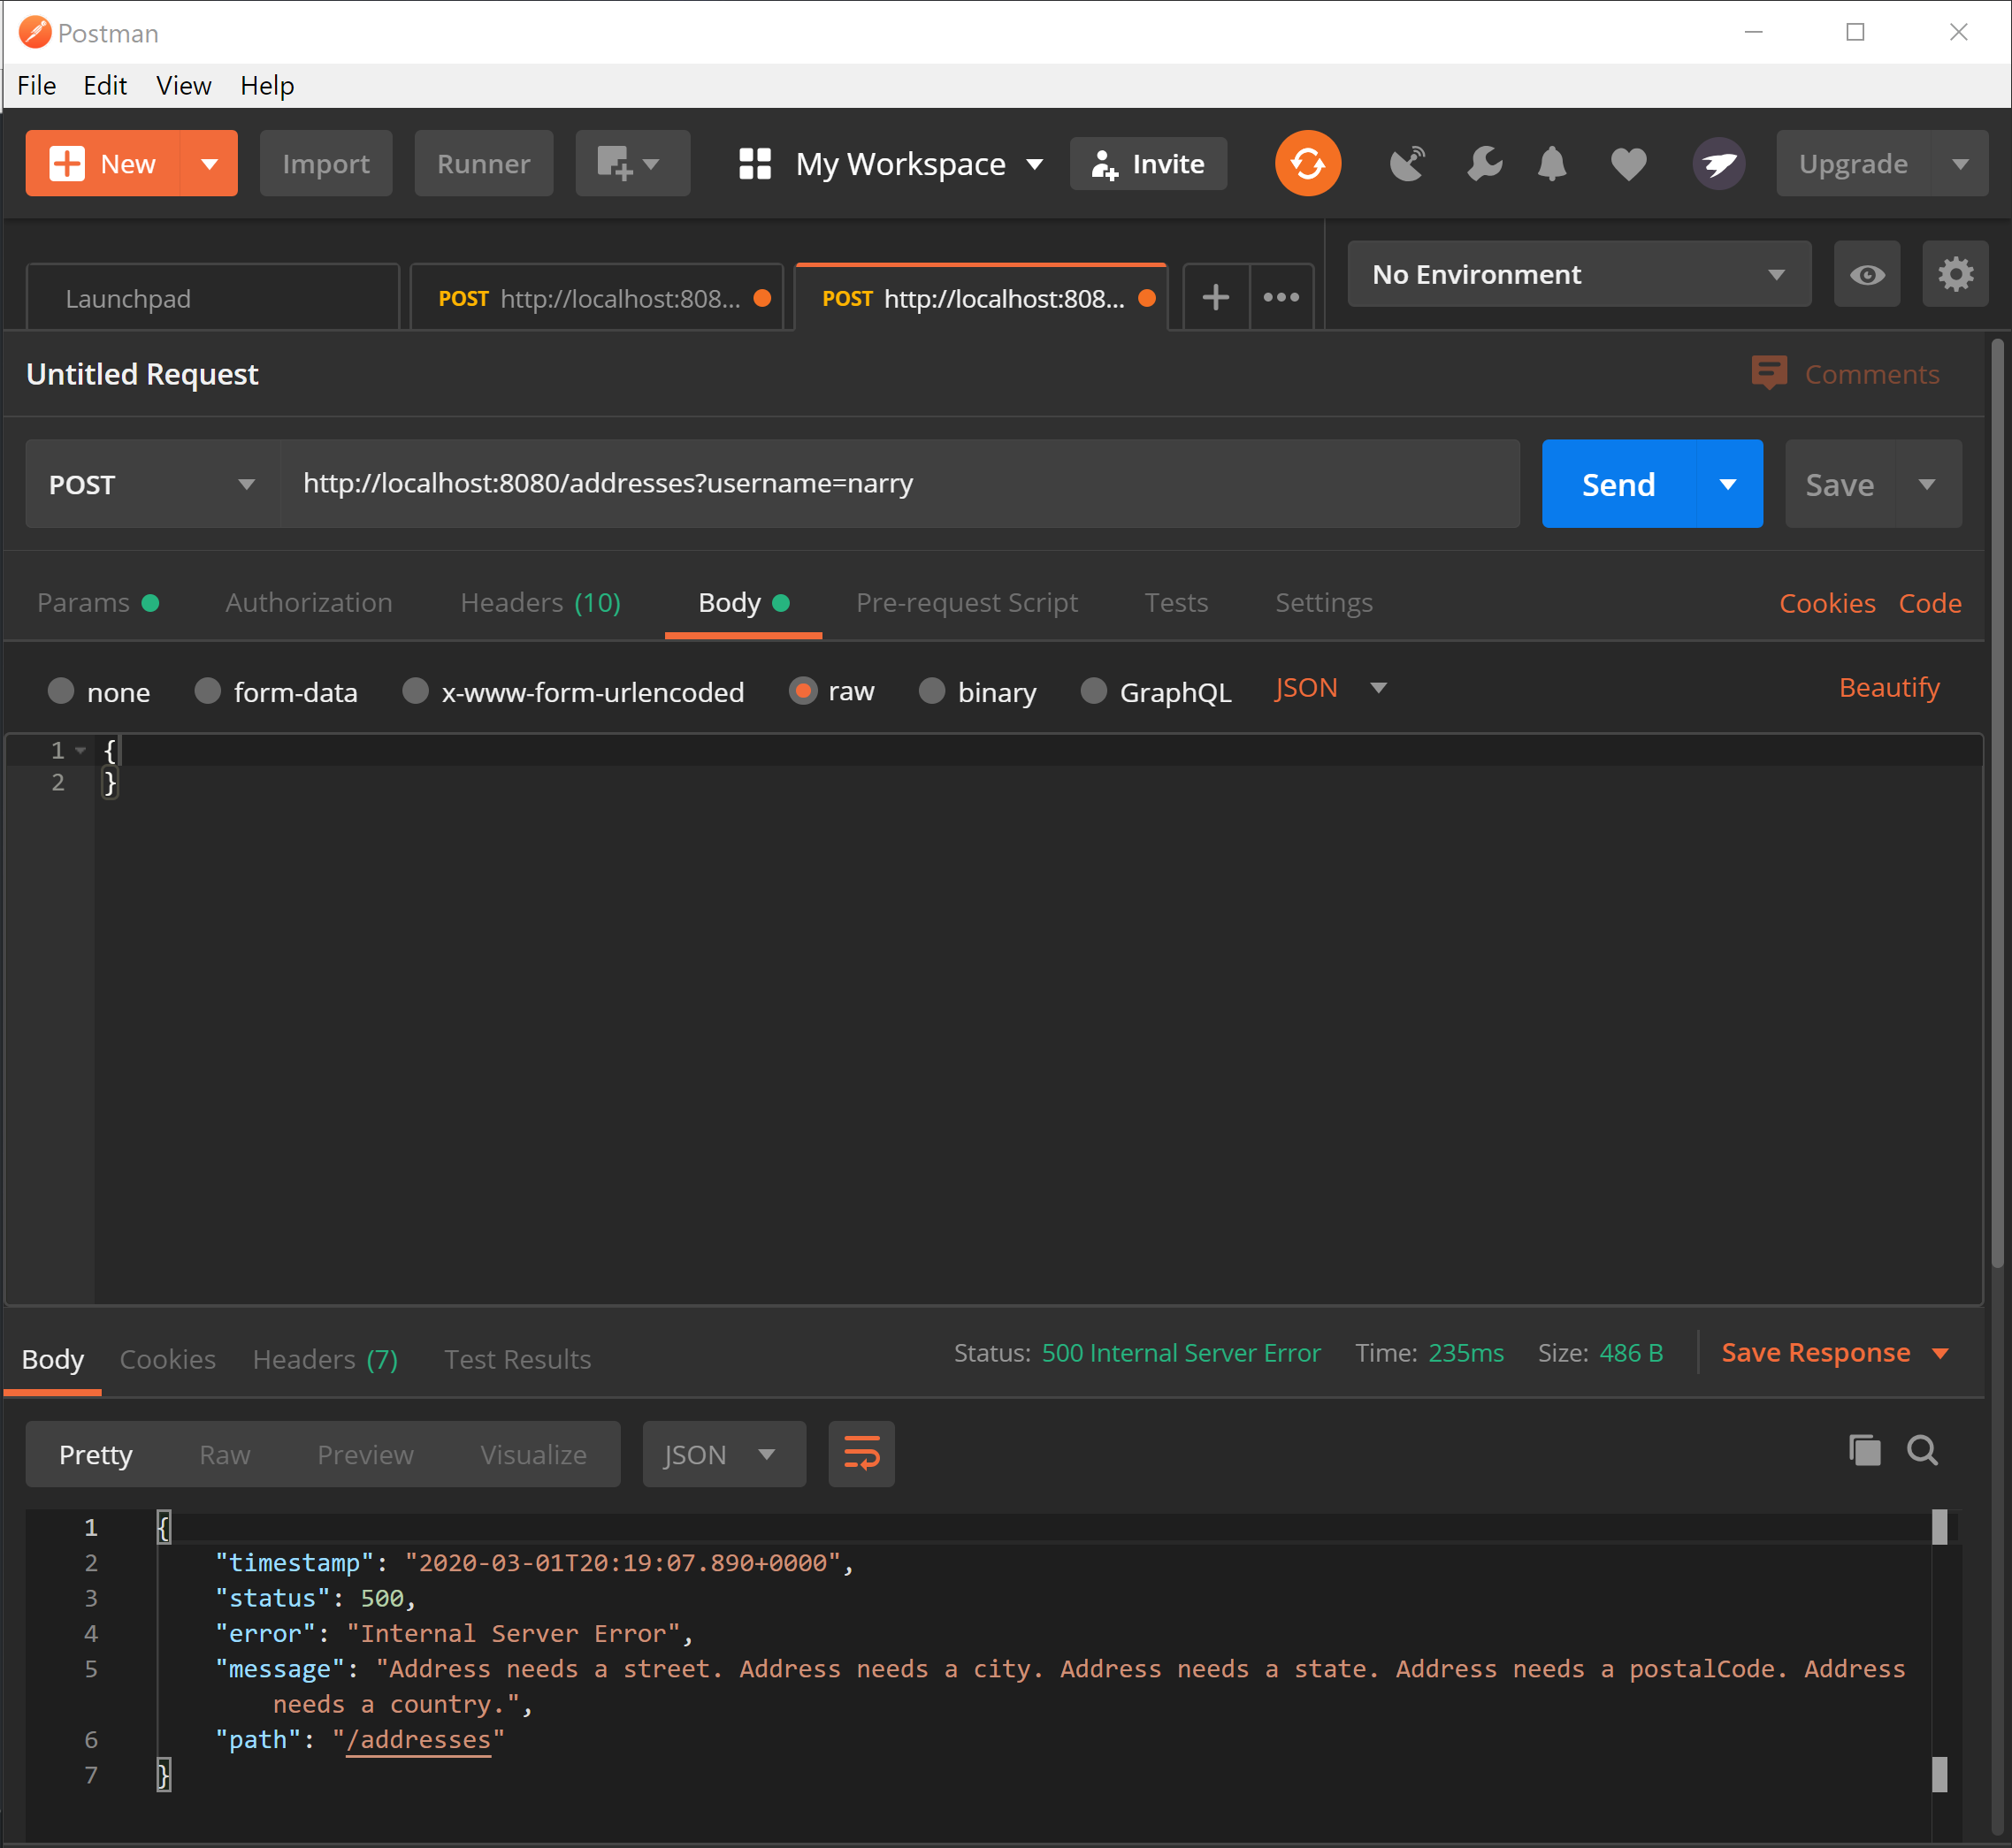 Postman
File Edit View Help
New Import Runner My Workspace Invite Upgrade
Launchpad POST http://localhost:808... POST http://localhost:808... No Environment
Untitled Request Comments
POST http://localhost:8080/addresses?username=narry Send Save
Params Authorization Headers (10) Body Pre-request Script Tests Settings Cookies Code
none form-data x-www-form-urlencoded raw binary GraphQL JSON Beautify
1 {
2 }
Body Cookies Headers (7) Test Results Status: 500 Internal Server Error Time: 235ms Size: 486 B Save Response
Pretty Raw Preview Visualize JSON
1 {
2 "timestamp": "2020-03-01T20:19:07.890+0000",
3 "status": 500,
4 "error": "Internal Server Error",
5 "message": "Address needs a street. Address needs a city. Address needs a state. Address needs a postalCode. Address
needs a country.",
6 "path": "/addresses"
7 }